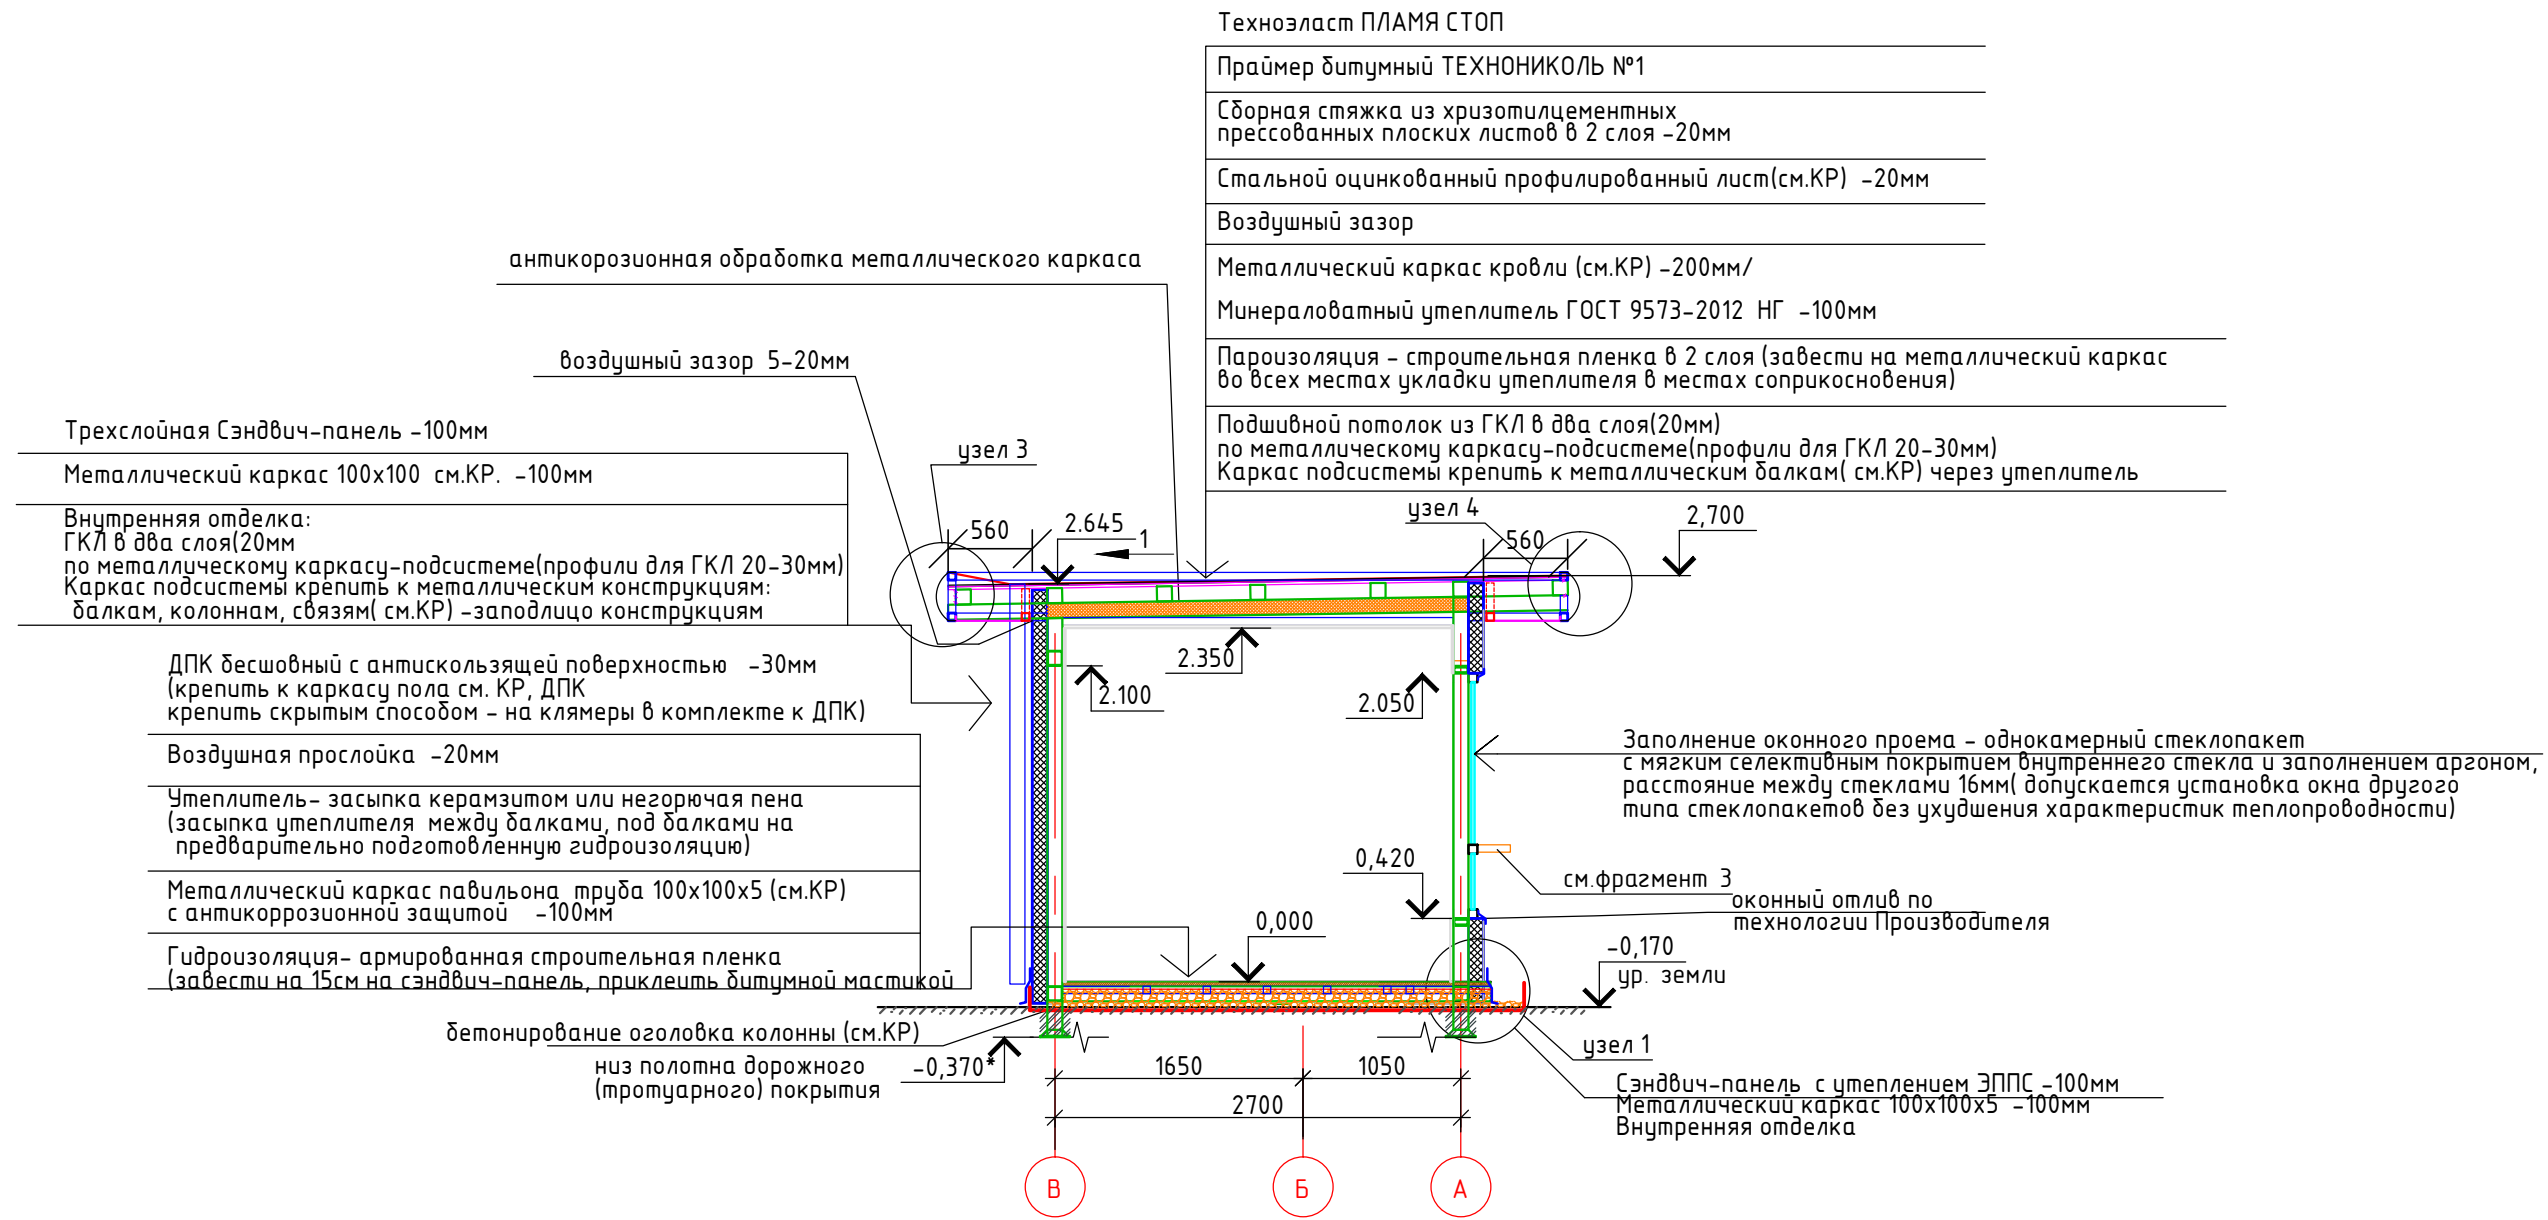 Техноэласт ПЛАМЯ СТОП
Праймер битумный ТЕХНОНИКОЛЬ №1
Сборная стяжка из хризотилцементных
прессованных плоских листов в 2 слоя -20мм
Стальной оцинкованный профилированный лист(см.КР) -20мм
Воздушный зазор
Металлический каркас кровли (см.КР) -200мм/
Минераловатный утеплитель ГОСТ 9573-2012 НГ -100мм
Пароизоляция - строительная пленка в 2 слоя (завести на металлический каркас
во всех местах укладки утеплителя в местах соприкосновения)
Подшивной потолок из ГКЛ в два слоя(20мм)
по металлическому каркасу-подсистеме(профили для ГКЛ 20-30мм)
Каркас подсистемы крепить к металлическим балкам( см.КР) через утеплитель
антикорозионная обработка металлического каркаса
воздушный зазор 5-20мм
Трехслойная Сэндвич-панель -100мм
Металлический каркас 100х100 см.КР. -100мм
Внутренняя отделка:
ГКЛ в два слоя(20мм
по металлическому каркасу-подсистеме(профили для ГКЛ 20-30мм)
Каркас подсистемы крепить к металлическим конструкциям:
балкам, колоннам, связям( см.КР) -заподлицо конструкциям
узел 3
560
2.645
1
узел 4
560
2,700
ДПК бесшовный с антискользящей поверхностью -30мм
(крепить к каркасу пола см. КР, ДПК
крепить скрытым способом - на клямеры в комплекте к ДПК)
Воздушная прослойка -20мм
Утеплитель- засыпка керамзитом или негорючая пена
(засыпка утеплителя между балками, под балками на
предварительно подготовленную гидроизоляцию)
Металлический каркас павильона труба 100х100х5 (см.КР)
с антикоррозионной защитой -100мм
Гидроизоляция- армированная строительная пленка
(завести на 15см на сэндвич-панель, приклеить битумной мастикой
2.350
2.100
2.050
0,420
0,000
Заполнение оконного проема - однокамерный стеклопакет
с мягким селективным покрытием внутреннего стекла и заполнением аргоном,
расстояние между стеклами 16мм( допускается установка окна другого
типа стеклопакетов без ухудшения характеристик теплопроводности)
см.фрагмент 3
оконный отлив по
технологии Производителя
-0,170
ур. земли
бетонирование оголовка колонны (см.КР)
низ полотна дорожного
(тротуарного) покрытия
-0,370*
1650
1050
2700
узел 1
Сэндвич-панель с утеплением ЭППС -100мм
Металлический каркас 100х100х5 -100мм
Внутренняя отделка
В
Б
А